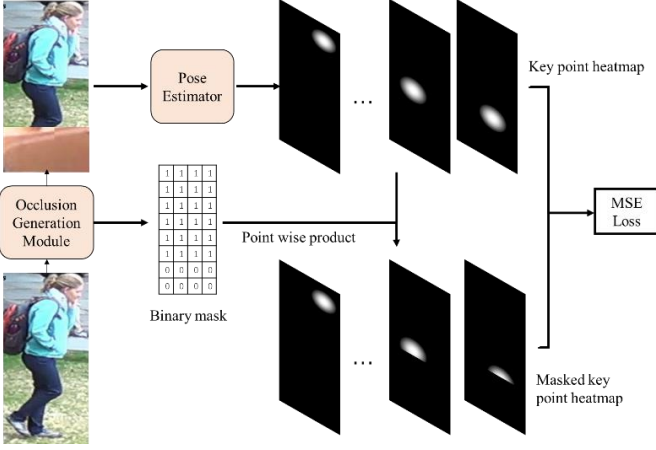 Key point heatmap
Pose
Estimator
...
1 1 1 1
1 1 1 1
1 1 1 1
1 1 1 1
1 1 1 1
1 1 1 1
0 0 0 0
0 0 0 0
Occlusion
Generation
Module
MSE
Loss
Point wise product
Binary mask
...
Masked key
point heatmap